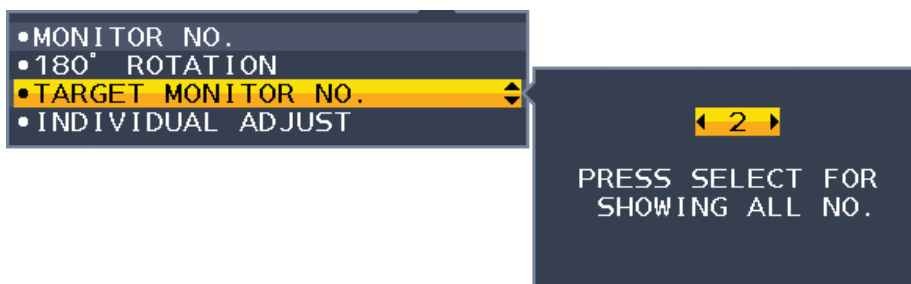 •MONITOR NO.
•180° ROTATION
•TARGET MONITOR NO.
•INDIVIDUAL ADJUST
2
PRESS SELECT FOR
SHOWING ALL NO.